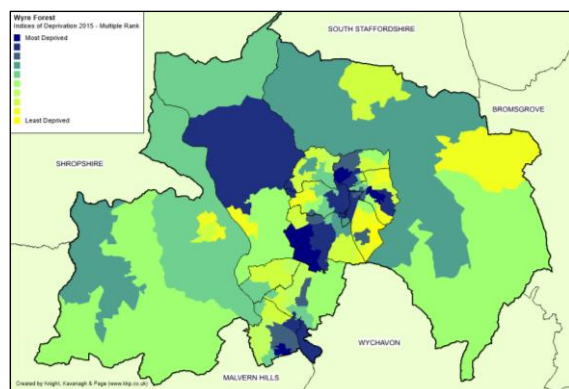 Wyre Forest
Indices of Deprivation 2015 - Multiple Rank
Most Deprived
Least Deprived
SOUTH STAFFORDSHIRE
BROMSGROVE
SHROPSHIRE
WYCHAVON
MALVERN HILLS
Created by Knight, Kavanagh & Page (www.kkp.co.uk)